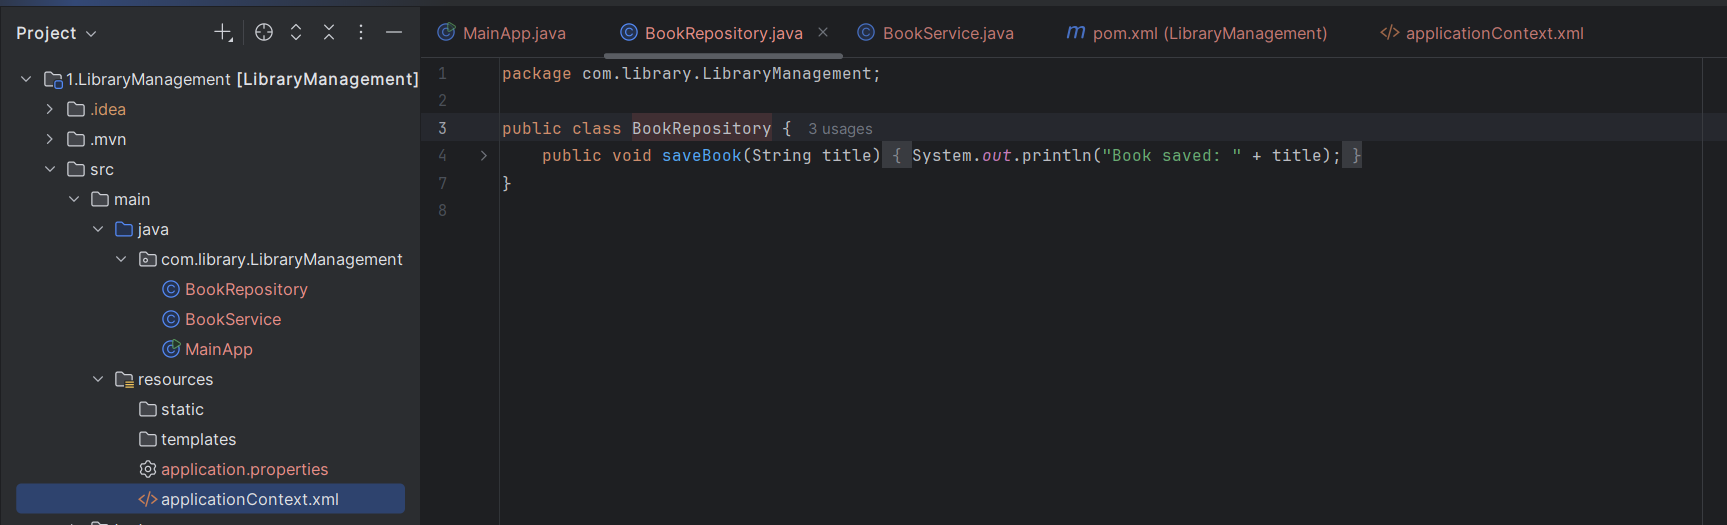 Project
MainApp.java BookRepository.java BookService.java pom.xml (LibraryManagement) applicationContext.xml
1.LibraryManagement [LibraryManagement]
.idea
.mvn
src
main
java
com.library.LibraryManagement
BookRepository
BookService
MainApp
resources
static
templates
application.properties
applicationContext.xml
1 package com.library.LibraryManagement;
2
3 public class BookRepository { 3 usages
4 public void saveBook(String title) { System.out.println("Book saved: " + title); }
7 }
8